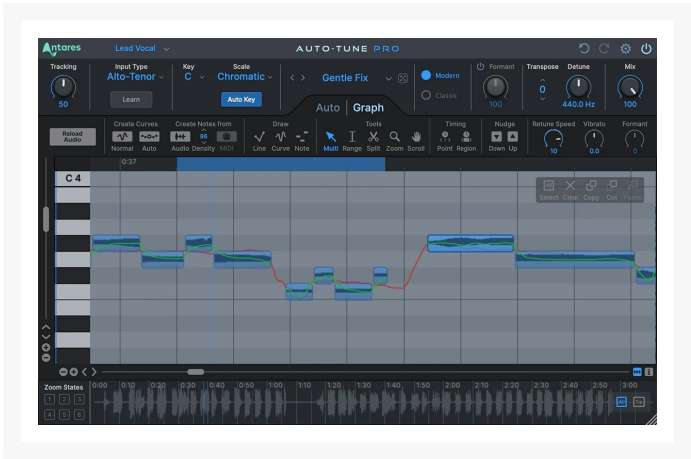 Antares
Lead Vocal
AUTO-TUNE PRO
Tracking
50
Input Type
Alto-Tenor
Learn
Key
C
Scale
Chromatic
Auto Key
Gentle Fix
Modern
Classic
Formant
100
Transpose
0
Detune
440.0 Hz
Mix
100
Auto | Graph
Reload
Audio
Create Curves
Normal Auto
Create Notes from
86
Audio Density MIDI
Draw
Line Curve Note
Tools
Multi Range Split Zoom Scroll
Timing
Point Region
Nudge
Down Up
Retune Speed
10
Vibrato
0.0
Formant
0
0:37
C 4
Select Clear Copy Cut Paste
Zoom States
1 2 3
4 5 6
0:00 0:10 0:20 0:30 0:40 0:50 1:00 1:10 1:20 1:30 1:40 1:50 2:00 2:10 2:20 2:30 2:40 2:50 3:00